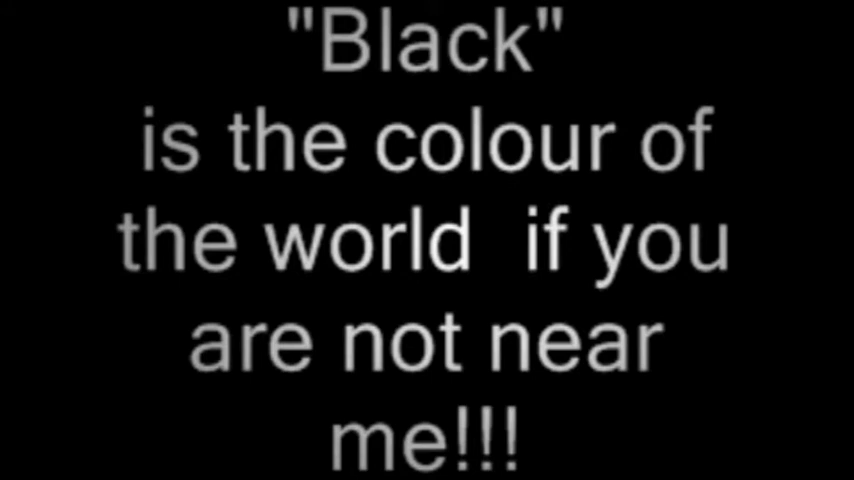 "Black"
is the colour of
the world  if you
are not near
me!!!